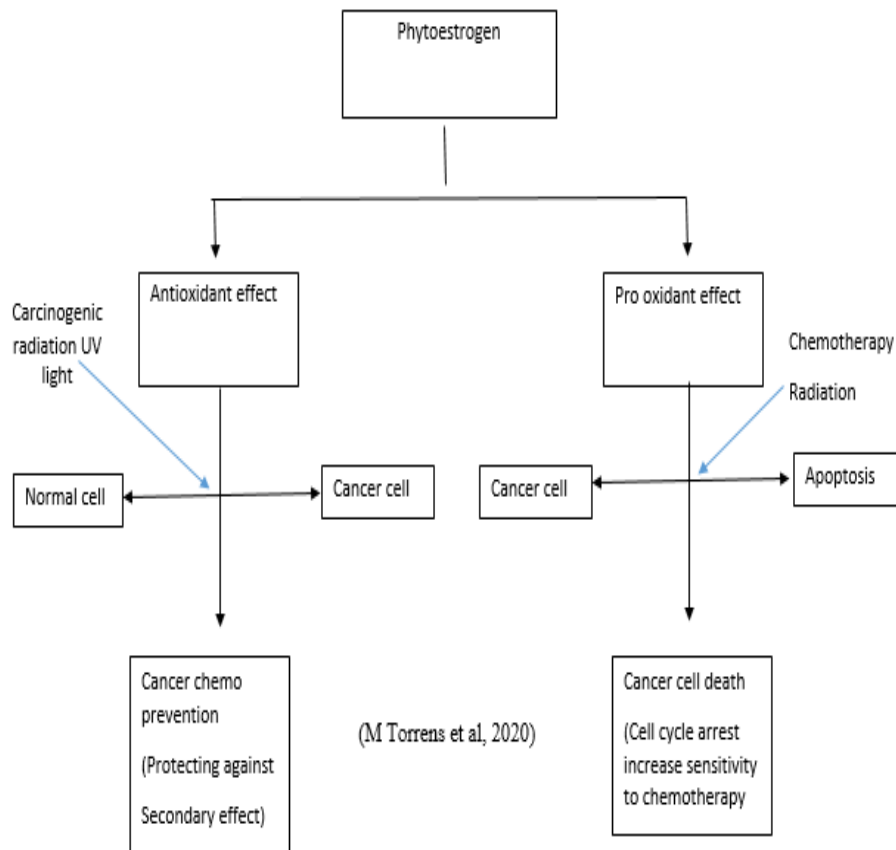 Phytoestrogen
Antioxidant effect
Pro oxidant effect
Carcinogenic
radiation UV
light
Chemotherapy
Radiation
Normal cell
Cancer cell
Cancer cell
Apoptosis
Cancer chemo
prevention
(Protecting against
Secondary effect)
(M Torrens et al, 2020)
Cancer cell death
(Cell cycle arrest
increase sensitivity
to chemotherapy